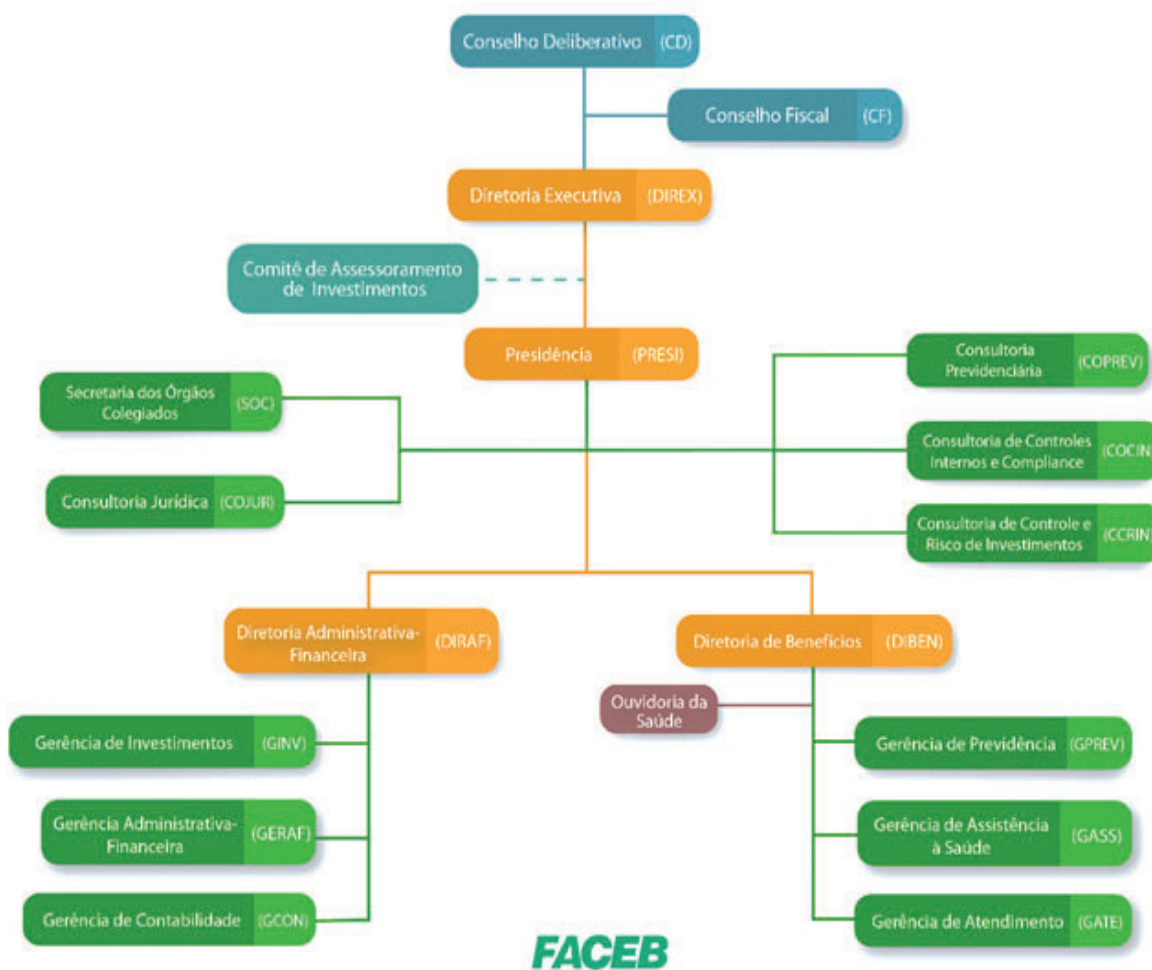 Conselho Deliberativo (CD)
Conselho Fiscal (CF)
Diretoria Executiva (DIREX)
Comitê de Assessoramento
de Investimentos
Presidência (PRESI)
Secretaria dos Órgãos
Colegiados
(SOC)
Consultoria Jurídica (COJUR)
Consultoria
Previdenciária
(COPREV)
Consultoria de Controles
Internos e Compliance
(COCIN)
Consultoria de Controle e
Risco de Investimentos
(CCRIN)
Diretoria Administrativa-
Financeira
(DIRAF)
Diretoria de Benefícios (DIBEN)
Ouvidoria da
Saúde
Gerência de Investimentos (GINV)
Gerência Administrativa-
Financeira
(GERAF)
Gerência de Contabilidade (GCON)
Gerência de Previdência (GPREV)
Gerência de Assistência
à Saúde
(GASS)
Gerência de Atendimento (GATE)
FACEB